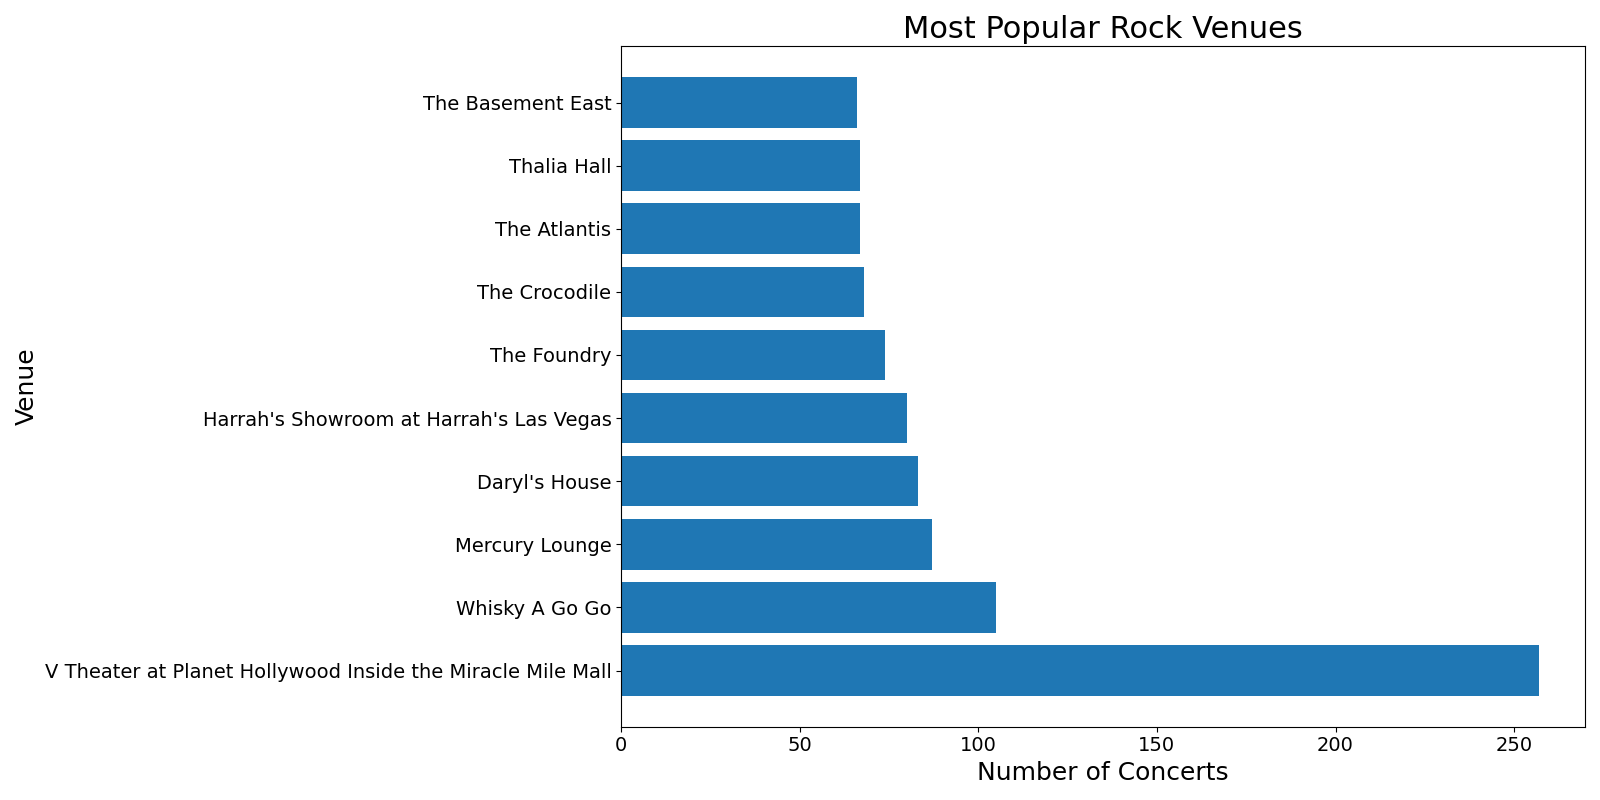 Most Popular Rock Venues
The Basement East
Thalia Hall
The Atlantis
The Crocodile
The Foundry
Harrah's Showroom at Harrah's Las Vegas
Daryl's House
Mercury Lounge
Whisky A Go Go
V Theater at Planet Hollywood Inside the Miracle Mile Mall
Venue
0 50 100 150 200 250
Number of Concerts